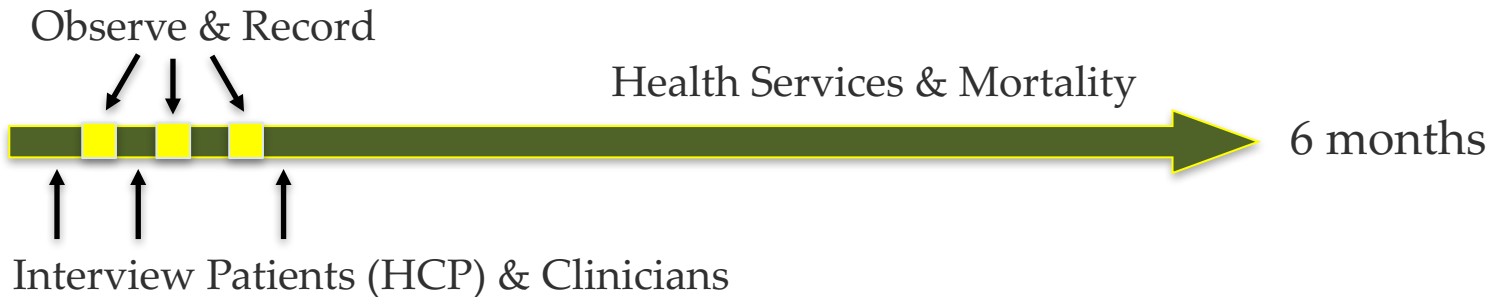 Observe & Record
Health Services & Mortality
6 months
Interview Patients (HCP) & Clinicians